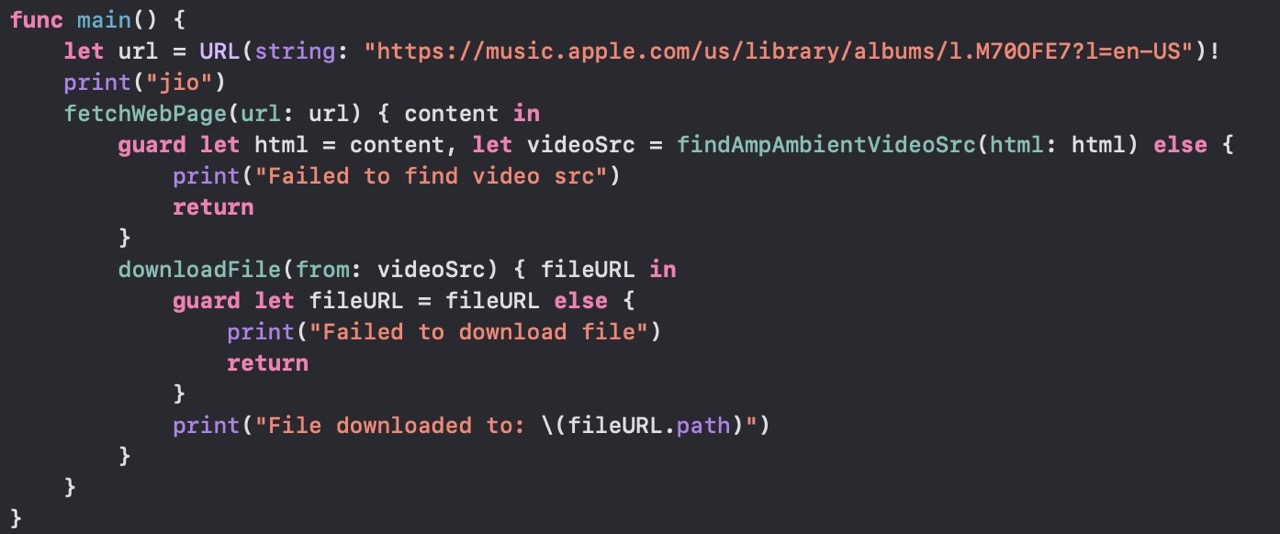 func main() {
    let url = URL(string: "https://music.apple.com/us/library/albums/l.M70OFE7?l=en-US")!
    print("jio")
    fetchWebPage(url: url) { content in
        guard let html = content, let videoSrc = findAmpAmbientVideoSrc(html: html) else {
            print("Failed to find video src")
            return
        }
        downloadFile(from: videoSrc) { fileURL in
            guard let fileURL = fileURL else {
                print("Failed to download file")
                return
            }
            print("File downloaded to: \(fileURL.path)")
        }
    }
}